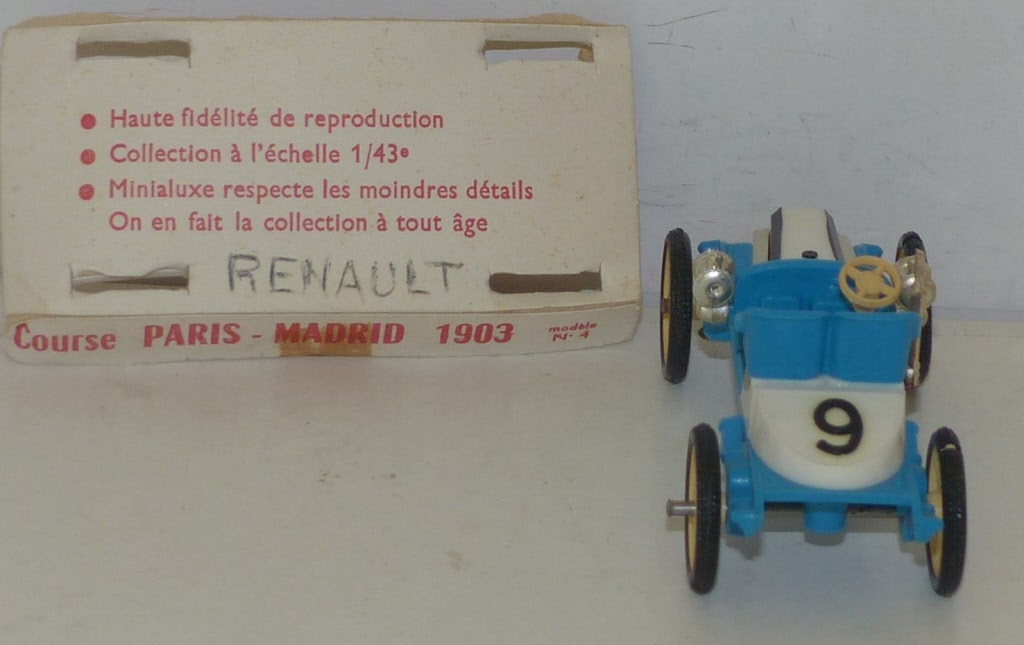 ● Haute fidélité de reproduction
● Collection à l'échelle 1/43e
● Minialuxe respecte les moindres détails
On en fait la collection à tout âge
RENAULT
Course PARIS - MADRID 1903 modèle N· 4
9